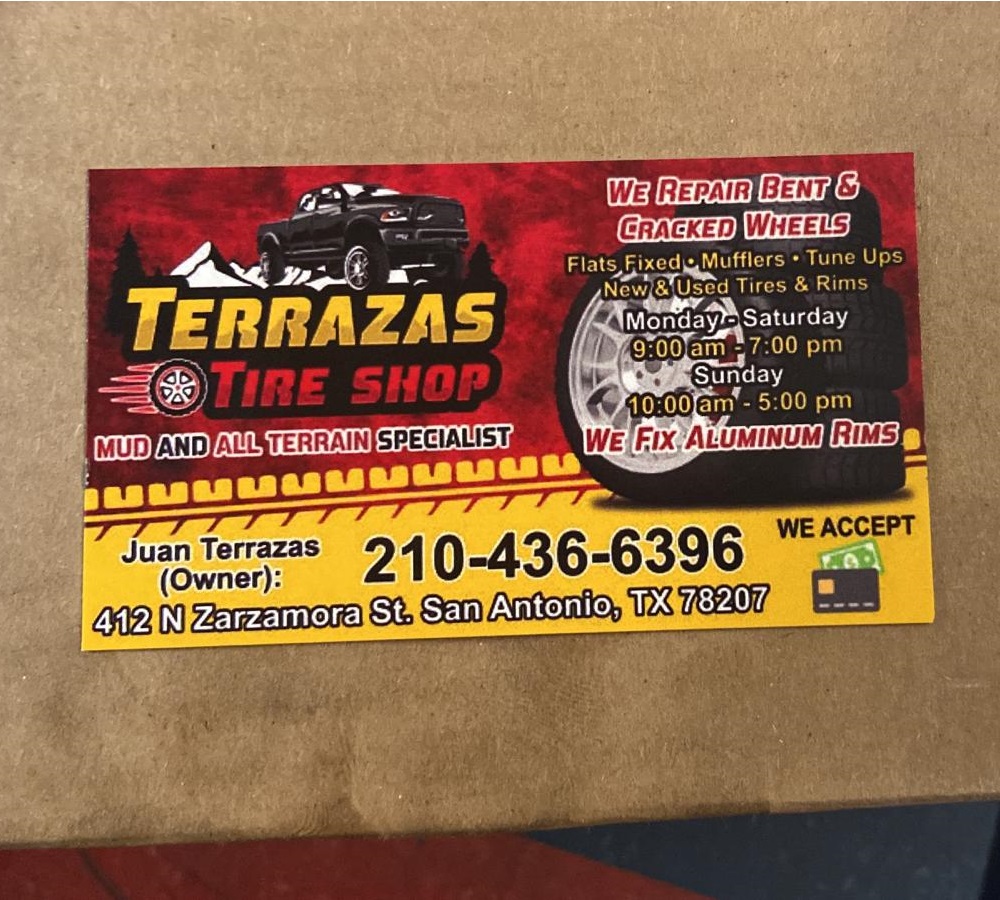 TERRAZAS
TIRE SHOP
MUD AND ALL TERRAIN SPECIALIST
WE REPAIR BENT &
CRACKED WHEELS
Flats Fixed • Mufflers • Tune Ups
New & Used Tires & Rims
Monday - Saturday
9:00 am - 7:00 pm
Sunday
10:00 am - 5:00 pm
WE FIX ALUMINUM RIMS
Juan Terrazas
(Owner):
210-436-6396
412 N Zarzamora St. San Antonio, TX 78207
WE ACCEPT